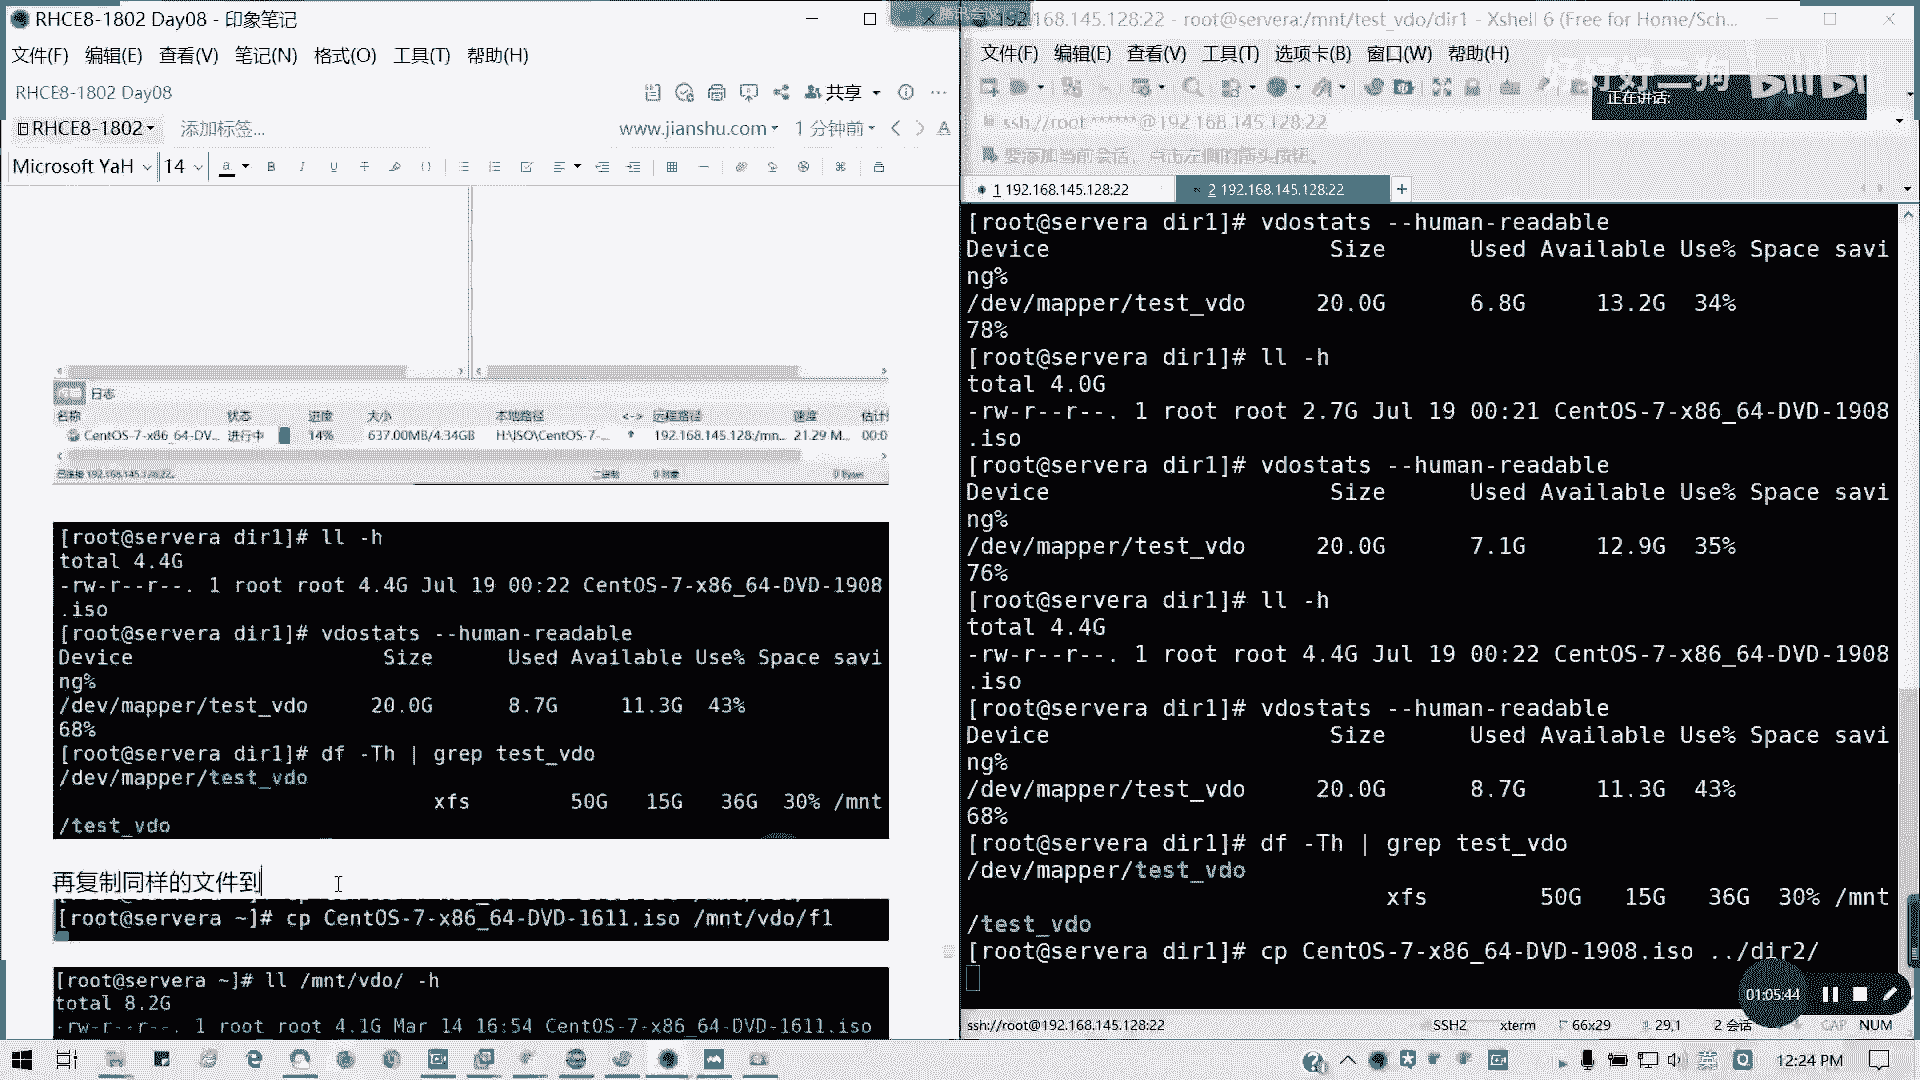 RHCE8-1802 Day08 - 印象笔记
文件(F) 编辑(E) 查看(V) 笔记(N) 格式(O) 工具(T) 帮助(H)
RHCE8-1802 Day08
共享
RHCE8-1802 添加标签...
www.jianshu.com 1 分钟前
Microsoft YaH 14
日志
名称 状态 进度 大小 本地路径 <-> 远程路径 速度
CentOS-7-x86_64-DV... 进行中 14% 637.00MB/4.34GB H:\ISO\CentOS-7-... 192.168.145.128:/mn... 21.29 M... 00:0
二进制 0 Bytes
[root@servera dir1]# ll -h
total 4.4G
-rw-r--r--. 1 root root 4.4G Jul 19 00:22 CentOS-7-x86_64-DVD-1908
.iso
[root@servera dir1]# vdostats --human-readable
Device Size Used Available Use% Space savi
ng%
/dev/mapper/test_vdo 20.0G 8.7G 11.3G 43%
68%
[root@servera dir1]# df -Th | grep test_vdo
/dev/mapper/test_vdo
xfs 50G 15G 36G 30% /mnt
/test_vdo
再复制同样的文件到
[root@servera ~]# cp CentOS-7-x86_64-DVD-1611.iso /mnt/vdo/f1
[root@servera ~]# ll /mnt/vdo/ -h
total 8.2G
-rw-r--r--. 1 root root 4.1G Mar 14 16:54 CentOS-7-x86_64-DVD-1611.iso
192.168.145.128:22 - root@servera:/mnt/test_vdo/dir1 - Xshell 6 (Free for Home/Sch...
文件(F) 编辑(E) 查看(V) 工具(T) 选项卡(B) 窗口(W) 帮助(H)
正在讲话:
ssh://root:******@192.168.145.128:22
要添加当前会话，点击左侧的箭头按钮。
1 192.168.145.128:22 2 192.168.145.128:22 +
[root@servera dir1]# vdostats --human-readable
Device Size Used Available Use% Space savi
ng%
/dev/mapper/test_vdo 20.0G 6.8G 13.2G 34%
78%
[root@servera dir1]# ll -h
total 4.0G
-rw-r--r--. 1 root root 2.7G Jul 19 00:21 CentOS-7-x86_64-DVD-1908
.iso
[root@servera dir1]# vdostats --human-readable
Device Size Used Available Use% Space savi
ng%
/dev/mapper/test_vdo 20.0G 7.1G 12.9G 35%
76%
[root@servera dir1]# ll -h
total 4.4G
-rw-r--r--. 1 root root 4.4G Jul 19 00:22 CentOS-7-x86_64-DVD-1908
.iso
[root@servera dir1]# vdostats --human-readable
Device Size Used Available Use% Space savi
ng%
/dev/mapper/test_vdo 20.0G 8.7G 11.3G 43%
68%
[root@servera dir1]# df -Th | grep test_vdo
/dev/mapper/test_vdo
xfs 50G 15G 36G 30% /mnt
/test_vdo
[root@servera dir1]# cp CentOS-7-x86_64-DVD-1908.iso ../dir2/
01:05:44
ssh://root@192.168.145.128:22 SSH2 xterm 66x29 29,1 2 会话 CAP NUM
英 12:24 PM